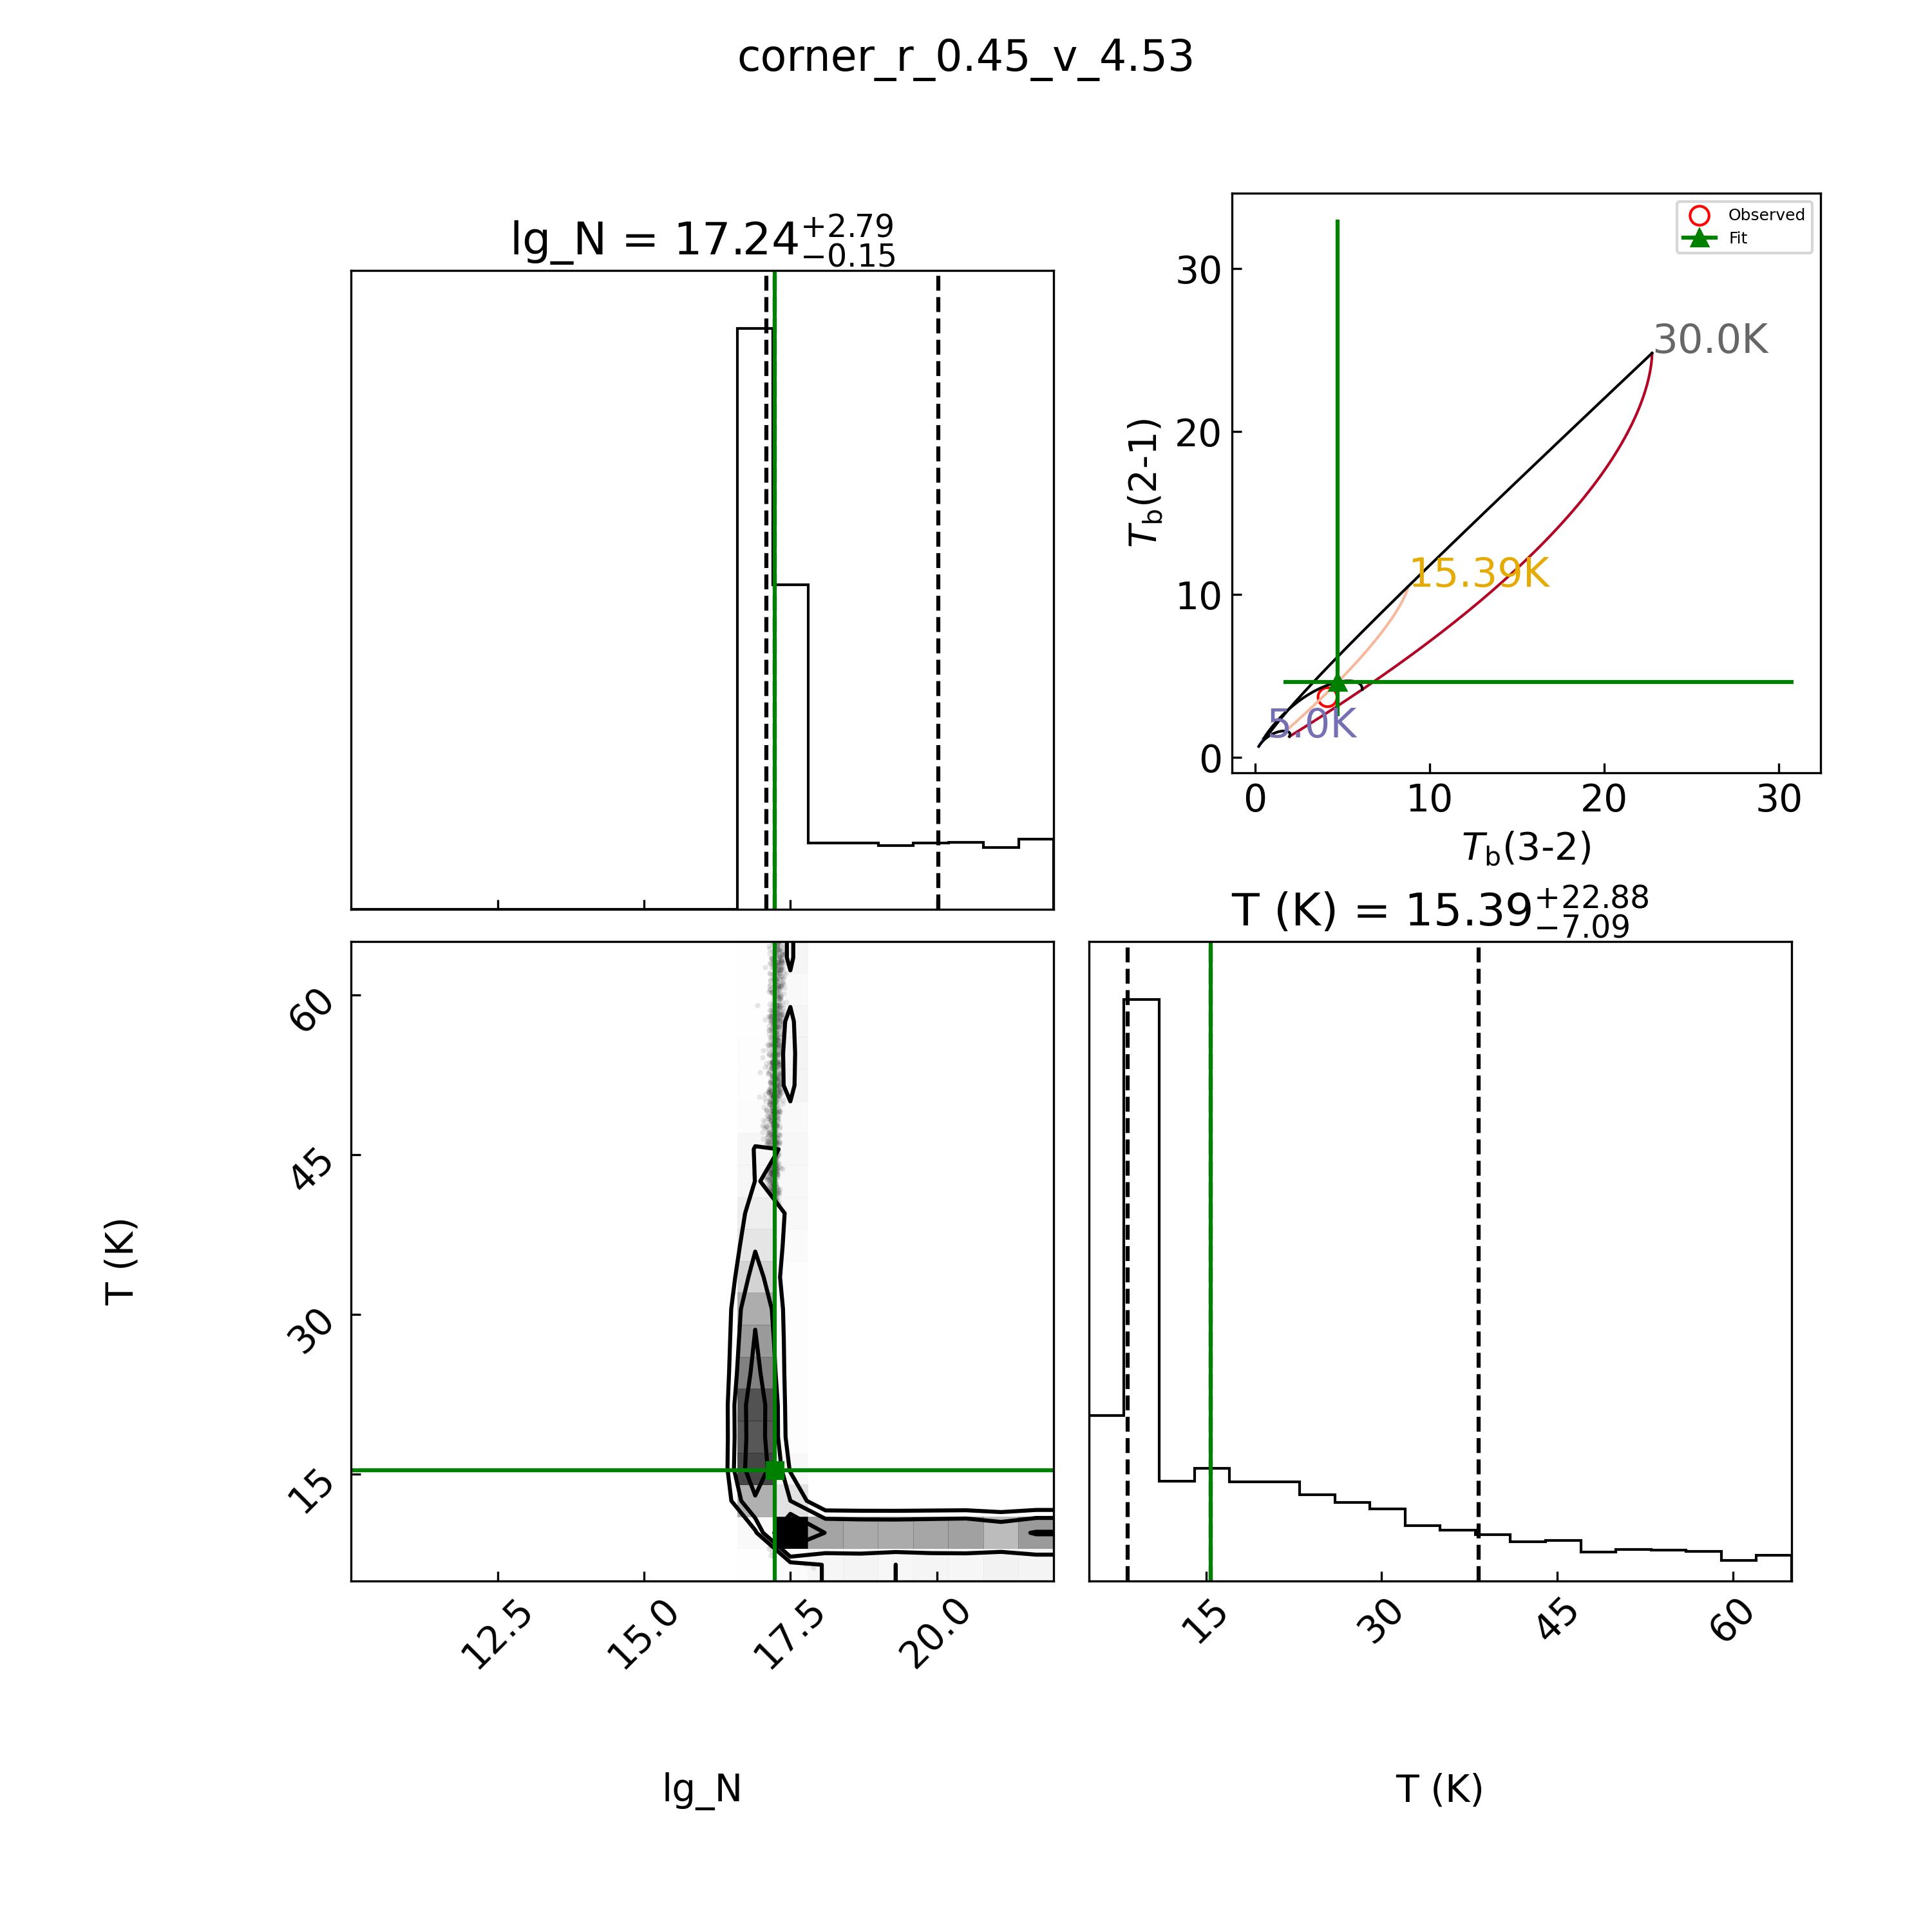 corner_r_0.45_v_4.53
lg_N = 17.24 +2.79 −0.15
Observed
Fit
30
20
10
0
T_b(2-1)
30.0K
15.39K
5.0K
0 10 20 30
T_b(3-2)
T (K) = 15.39 +22.88 −7.09
60
45
30
15
T (K)
12.5 15.0 17.5 20.0
lg_N
15 30 45 60
T (K)